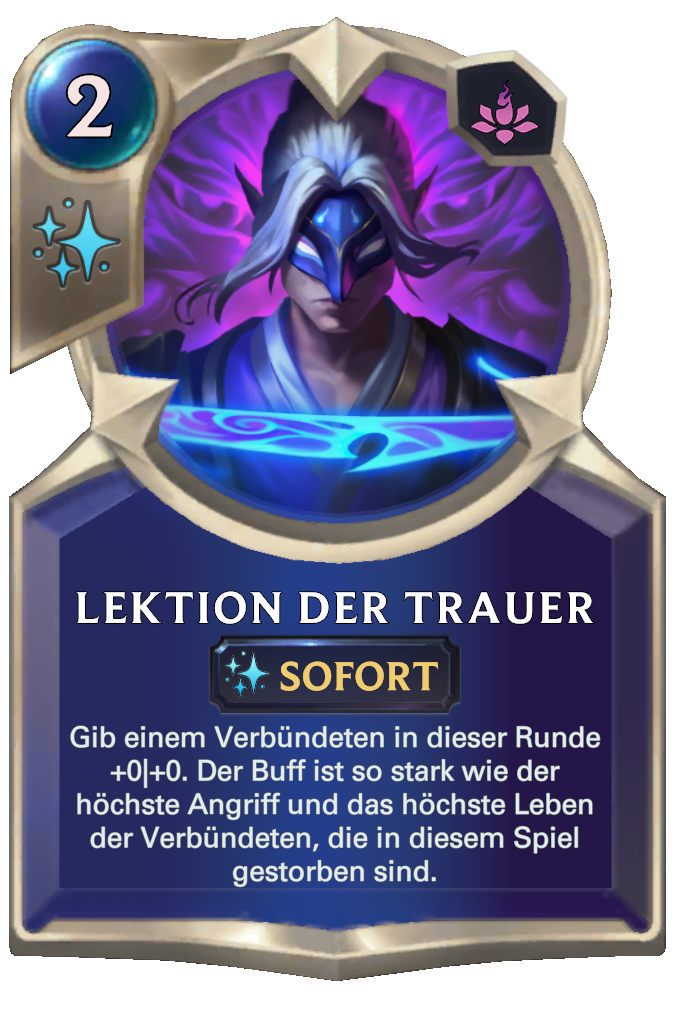 2
LEKTION DER TRAUER
SOFORT
Gib einem Verbündeten in dieser Runde
+0|+0. Der Buff ist so stark wie der
höchste Angriff und das höchste Leben
der Verbündeten, die in diesem Spiel
gestorben sind.